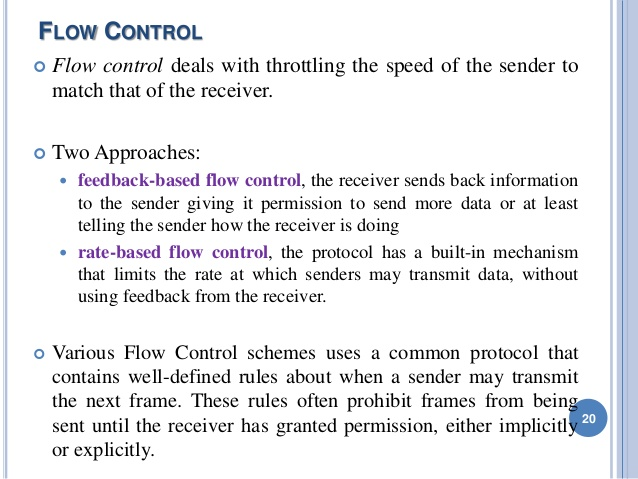 FLOW CONTROL
Flow control deals with throttling the speed of the sender to
match that of the receiver.
Two Approaches:
feedback-based flow control, the receiver sends back information
to the sender giving it permission to send more data or at least
telling the sender how the receiver is doing
rate-based flow control, the protocol has a built-in mechanism
that limits the rate at which senders may transmit data, without
using feedback from the receiver.
Various Flow Control schemes uses a common protocol that
contains well-defined rules about when a sender may transmit
the next frame. These rules often prohibit frames from being
sent until the receiver has granted permission, either implicitly
or explicitly.
20